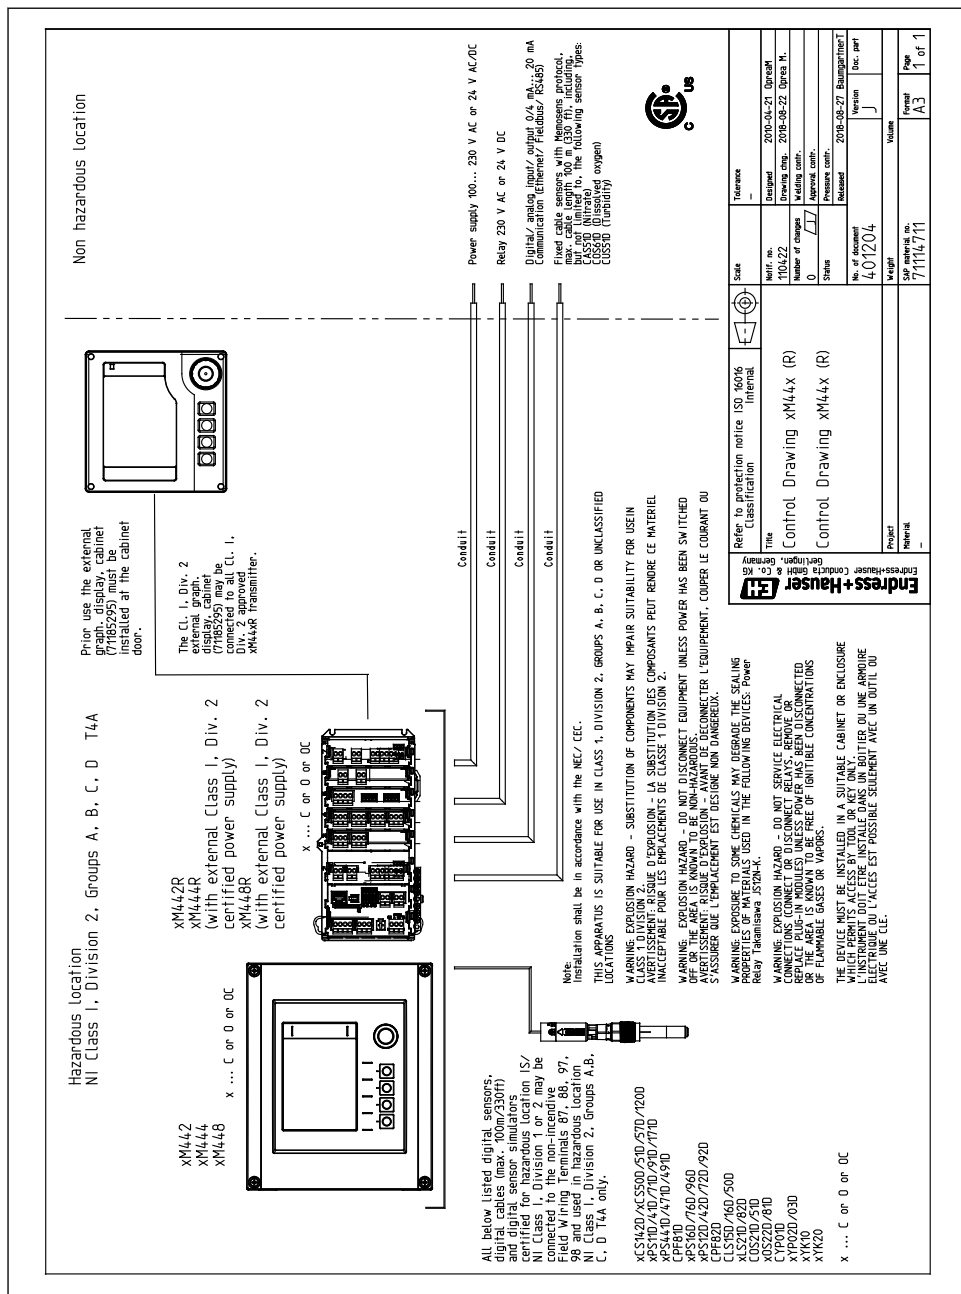 Hazardous location
NI Class I, Division 2, Groups A, B, C, D T4A
Non hazardous location
xM442
xM444
xM448
x ... C or O or OC
xM442R
xM444R
(with external Class I, Div. 2
certified power supply)
xM448R
(with external Class I, Div. 2
certified power supply)
x ... C or O or OC
Prior use the external
graph. display, cabinet
(71185295) must be
installed at the cabinet
door.
The Cl. I, Div. 2
external graph.
display, cabinet
(71185295) may be
connected to all Cl. I,
Div. 2 approved
xM44xR transmitter.
Conduit
Conduit
Conduit
Conduit
Power supply 100... 230 V AC or 24 V AC/DC
Relay 230 V AC or 24 V DC
Digital/ analog input/ output 0/4 mA... 20 mA
Communication (Ethernet/ Fieldbus/ RS485)
Fixed cable sensors with Memosens protocol,
max. cable length 100 m (330 ft), including,
but not limited to, the following sensor types:
CAS51D (Nitrate)
COS61D (Dissolved oxygen)
CUS51D (Turbidity)
C
SA
®
US
All below listed digital sensors,
digital cables (max. 100m/330ft)
and digital sensor simulators
certified for hazardous location IS/
NI Class I, Division 1 or 2 may be
connected to the non-incendive
Field Wiring Terminals 87, 88, 97,
98 and used in hazardous location
NI Class I, Division 2, Groups A,B,
C, D T4A only.
xCS142D/xCS50D/51D/57D/120D
xPS11D/41D/71D/91D/171D
xPS441D/471D/491D
CPF81D
xPS16D/76D/96D
xPS12D/42D/72D/92D
CPF82D
CLS15D/16D/50D
xLS21D/82D
COS21D/51D
xOS22D/81D
CYP01D
xYP02D/03D
xYK10
xYK20
x ... C or O or OC
Note:
Installation shall be in accordance with the NEC/ CEC.
THIS APPARATUS IS SUITABLE FOR USE IN CLASS 1, DIVISION 2, GROUPS A, B, C, D OR UNCLASSIFIED
LOCATIONS
WARNING: EXPLOSION HAZARD - SUBSTITUTION OF COMPONENTS MAY IMPAIR SUITABILITY FOR USEIN
CLASS 1 DIVISION 2.
AVERTISSEMENT: RISQUE D'EXPLOSION - LA SUBSTITUTION DES COMPOSANTS PEUT RENDRE CE MATERIEL
INACCEPTABLE POUR LES EMPLACEMENTS DE CLASSE 1 DIVISION 2.
WARNING: EXPLOSION HAZARD - DO NOT DISCONNECT EQUIPMENT UNLESS POWER HAS BEEN SWITCHED
OFF OR THE AREA IS KNOWN TO BE NON-HAZARDOUS.
AVERTISSEMENT: RISQUE D'EXPLOSION - AVANT DE DECONNECTER L'EQUIPEMENT, COUPER LE COURANT OU
S'ASSURER QUE L'EMPLACEMENT EST DESIGNE NON DANGEREUX.
WARNING: EXPOSURE TO SOME CHEMICALS MAY DEGRADE THE SEALING
PROPERTIES OF MATERIALS USED IN THE FOLLOWING DEVICES: Power
Relay Takamisawa JS12N-K.
WARNING: EXPLOSION HAZARD - DO NOT SERVICE ELECTRICAL
CONNECTIONS (CONNECT OR DISCONNECT RELAYS, REMOVE OR
REPLACE PLUG-IN MODULES) UNLESS POWER HAS BEEN DISCONNECTED
OR THE AREA IS KNOWN TO BE FREE OF IGNITIBLE CONCENTRATIONS
OF FLAMMABLE GASES OR VAPORS.
THE DEVICE MUST BE INSTALLED IN A SUITABLE CABINET OR ENCLOSURE
WHICH PERMITS ACCESS BY TOOL OR KEY ONLY.
L'INSTRUMENT DOIT ETRE INSTALLE DANS UN BOITIER OU UNE ARMOIRE
ELECTRIQUE OU L'ACCES EST POSSIBLE SEULEMENT AVEC UN OUTIL OU
AVEC UNE CLE.
Endress+Hauser
EH
Endress+Hauser Conducta GmbH & Co. KG
Gerlingen, Germany
Refer to protection notice ISO 16016
Classification Internal
Title
Control Drawing xM44x (R)
Control Drawing xM44x (R)
Project
Material
-
Scale
Tolerance
-
Notif. no.
110422
Number of changes
0
Status
No. of document
401204
Weight
SAP material no.
71114711
Designed 2010-04-21 OpreaM
Drawing chng. 2018-08-22 Oprea M.
Welding contr.
Approval contr.
Pressure contr.
Released 2018-08-27 BaumgartnerT
Version
J
Doc. part
Volume
Format
A3
Page
1 of 1